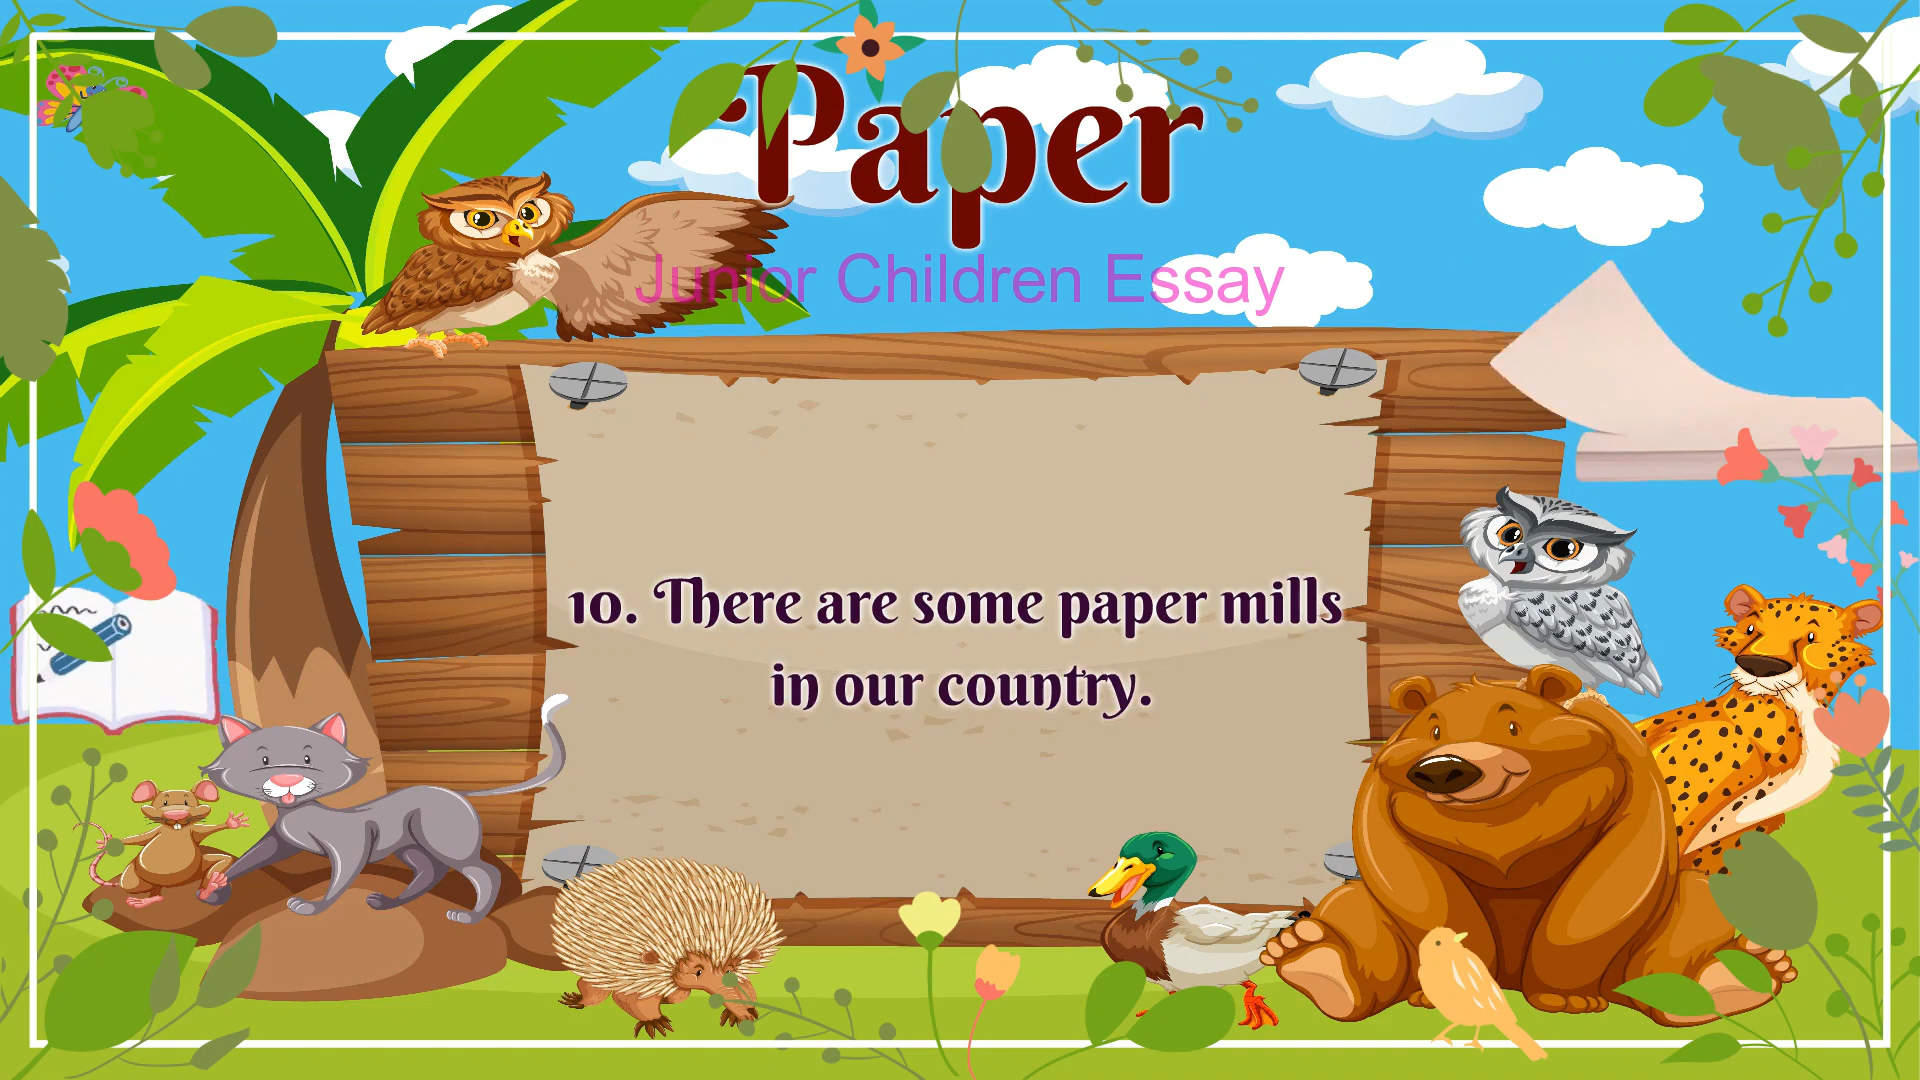 Paper
Junior Children Essay
10. There are some paper mills
in our country.